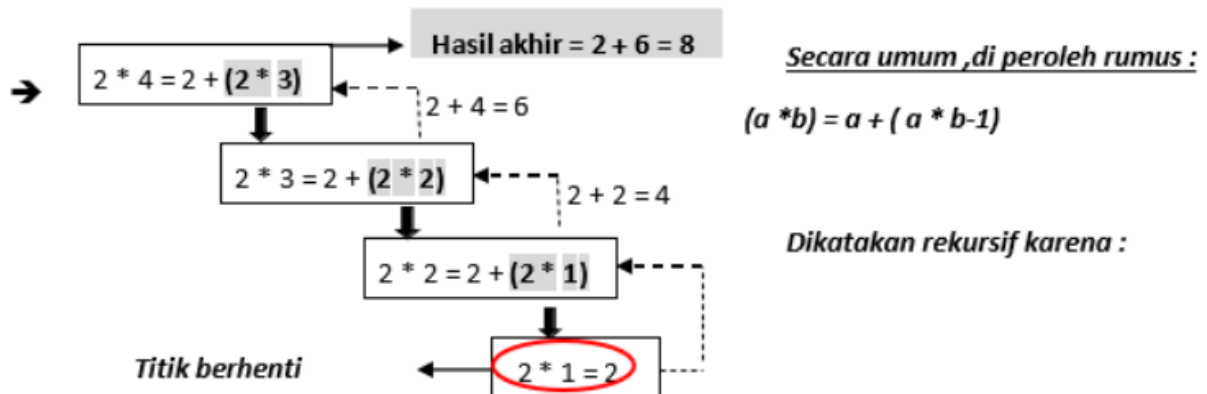 Hasil akhir = 2 + 6 = 8
Secara umum ,di peroleh rumus :
➔ 2 * 4 = 2 + (2 * 3)
2 + 4 = 6
(a *b) = a + ( a * b-1)
2 * 3 = 2 + (2 * 2)
2 + 2 = 4
Dikatakan rekursif karena :
2 * 2 = 2 + (2 * 1)
Titik berhenti
2 * 1 = 2